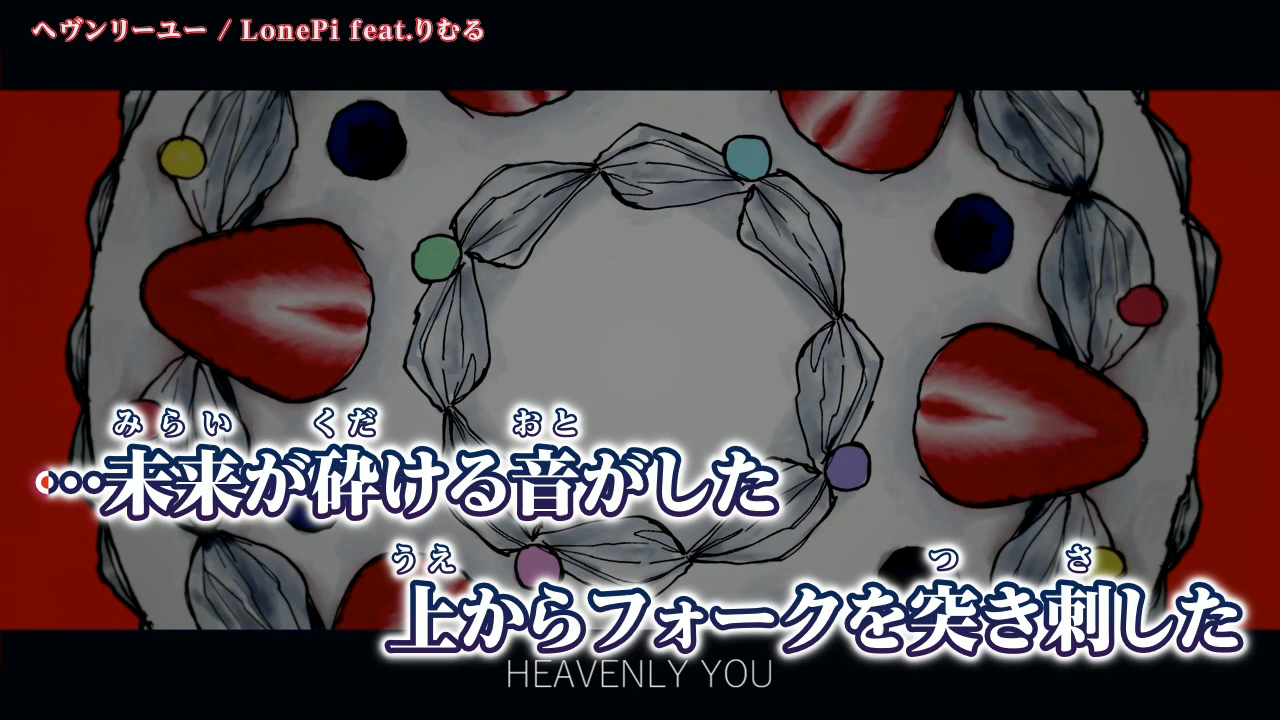 ヘヴンリーユー / LonePi feat.りむる
みらい くだ おと
…未来が砕ける音がした
うえ つ さ
上からフォークを突き刺した
HEAVENLY YOU